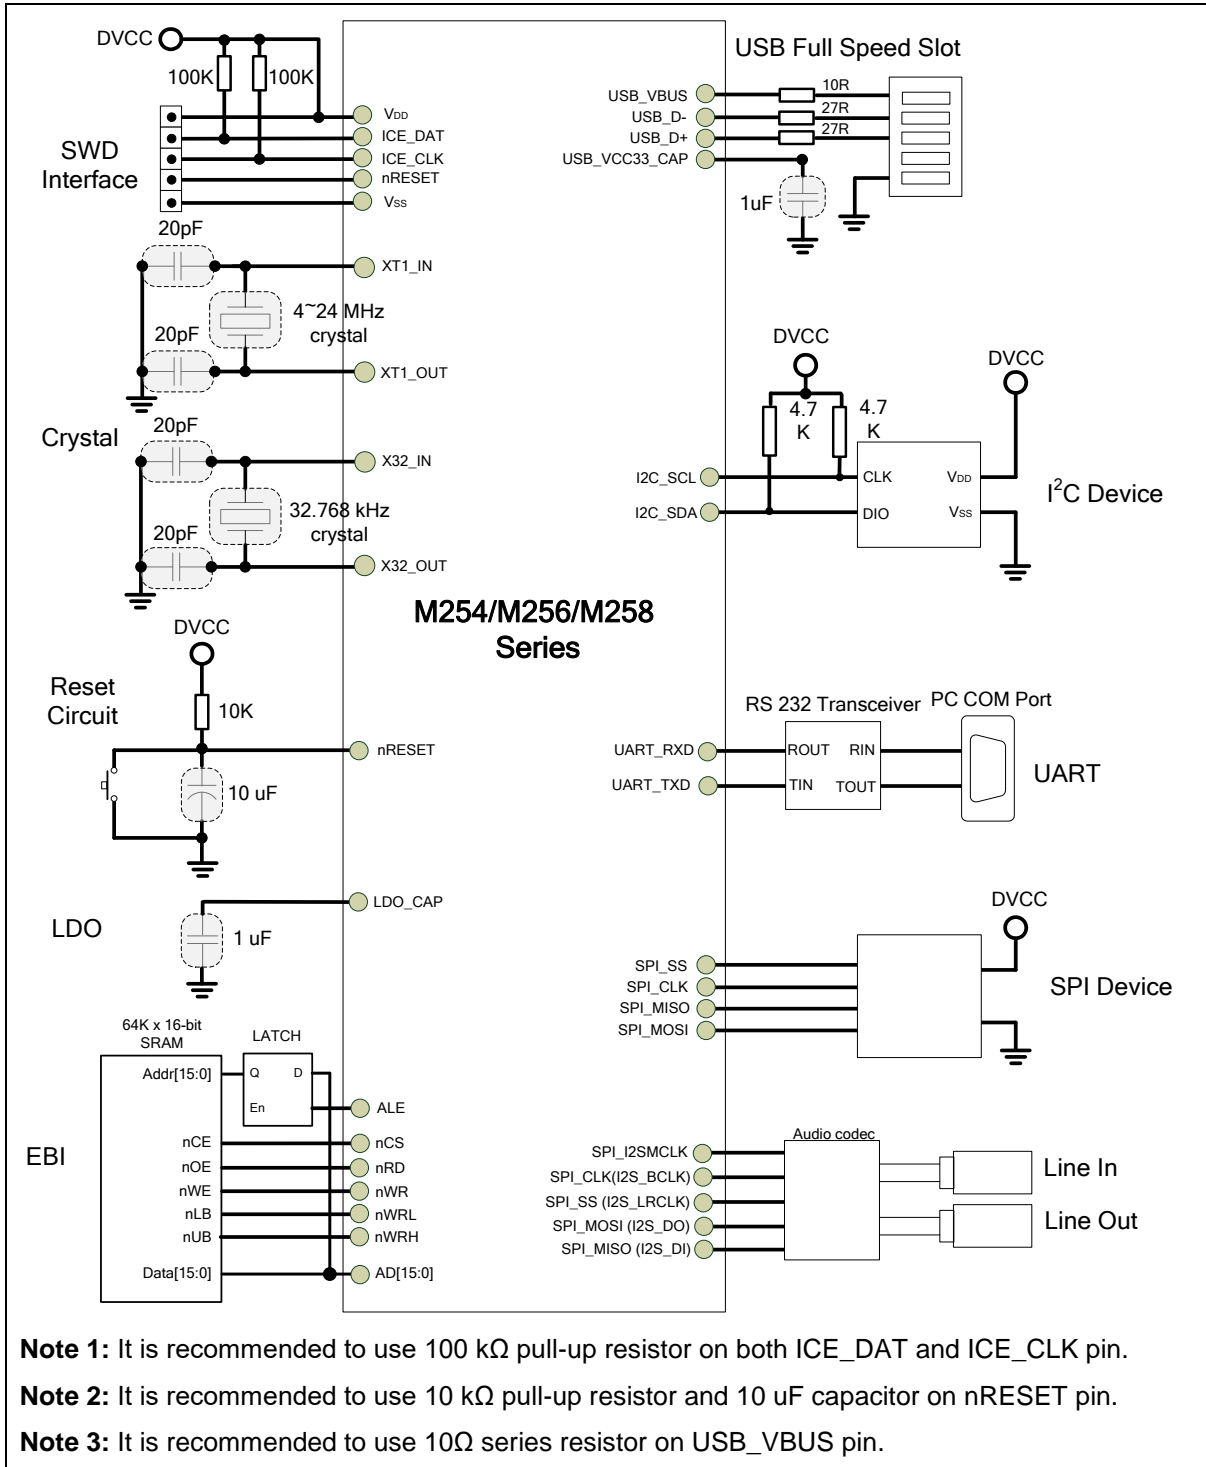 DVCC
100K
100K
SWD
Interface
VDD
ICE_DAT
ICE_CLK
nRESET
Vss
20pF
XT1_IN
4~24 MHz
crystal
20pF
XT1_OUT
Crystal
20pF
X32_IN
32.768 kHz
crystal
20pF
X32_OUT
DVCC
Reset
Circuit
10K
nRESET
10 uF
LDO
LDO_CAP
1 uF
64K x 16-bit
SRAM
LATCH
Addr[15:0]
Q
D
En
ALE
EBI
nCE
nCS
nOE
nRD
nWE
nWR
nLB
nWRL
nUB
nWRH
Data[15:0]
AD[15:0]
M254/M256/M258
Series
USB Full Speed Slot
USB_VBUS
10R
USB_D-
27R
USB_D+
27R
USB_VCC33_CAP
1uF
DVCC
DVCC
4.7
K
4.7
K
I2C_SCL
CLK
VDD
I2C_SDA
DIO
Vss
I2C Device
RS 232 Transceiver
PC COM Port
UART_RXD
ROUT
RIN
UART_TXD
TIN
TOUT
UART
DVCC
SPI_SS
SPI_CLK
SPI_MISO
SPI_MOSI
SPI Device
Audio codec
SPI_I2SMCLK
SPI_CLK(I2S_BCLK)
SPI_SS (I2S_LRCLK)
SPI_MOSI (I2S_DO)
SPI_MISO (I2S_DI)
Line In
Line Out
Note 1: It is recommended to use 100 kΩ pull-up resistor on both ICE_DAT and ICE_CLK pin.
Note 2: It is recommended to use 10 kΩ pull-up resistor and 10 uF capacitor on nRESET pin.
Note 3: It is recommended to use 10Ω series resistor on USB_VBUS pin.